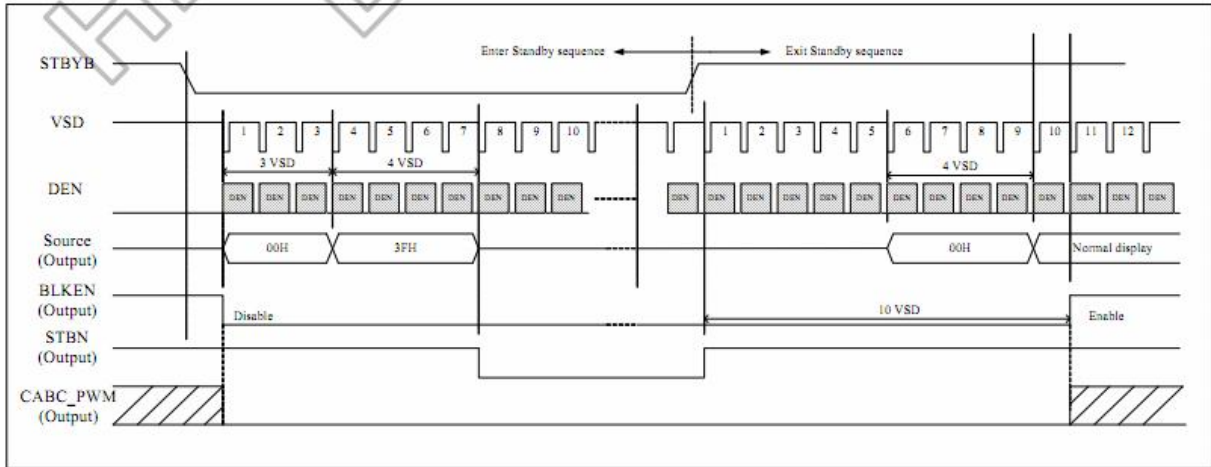 Enter Standby sequence Exit Standby sequence
STBYB
VSD
1 2 3 4 5 6 7 8 9 10 1 2 3 4 5 6 7 8 9 10 11 12
3 VSD 4 VSD 4 VSD
DEN
DEN DEN DEN DEN DEN DEN DEN DEN DEN DEN DEN DEN DEN DEN DEN DEN DEN DEN DEN DEN DEN DEN DEN DEN
Source
(Output)
00H 3FH 00H Normal display
BLKEN
(Output)
Disable 10 VSD Enable
STBN
(Output)
CABC_PWM
(Output)